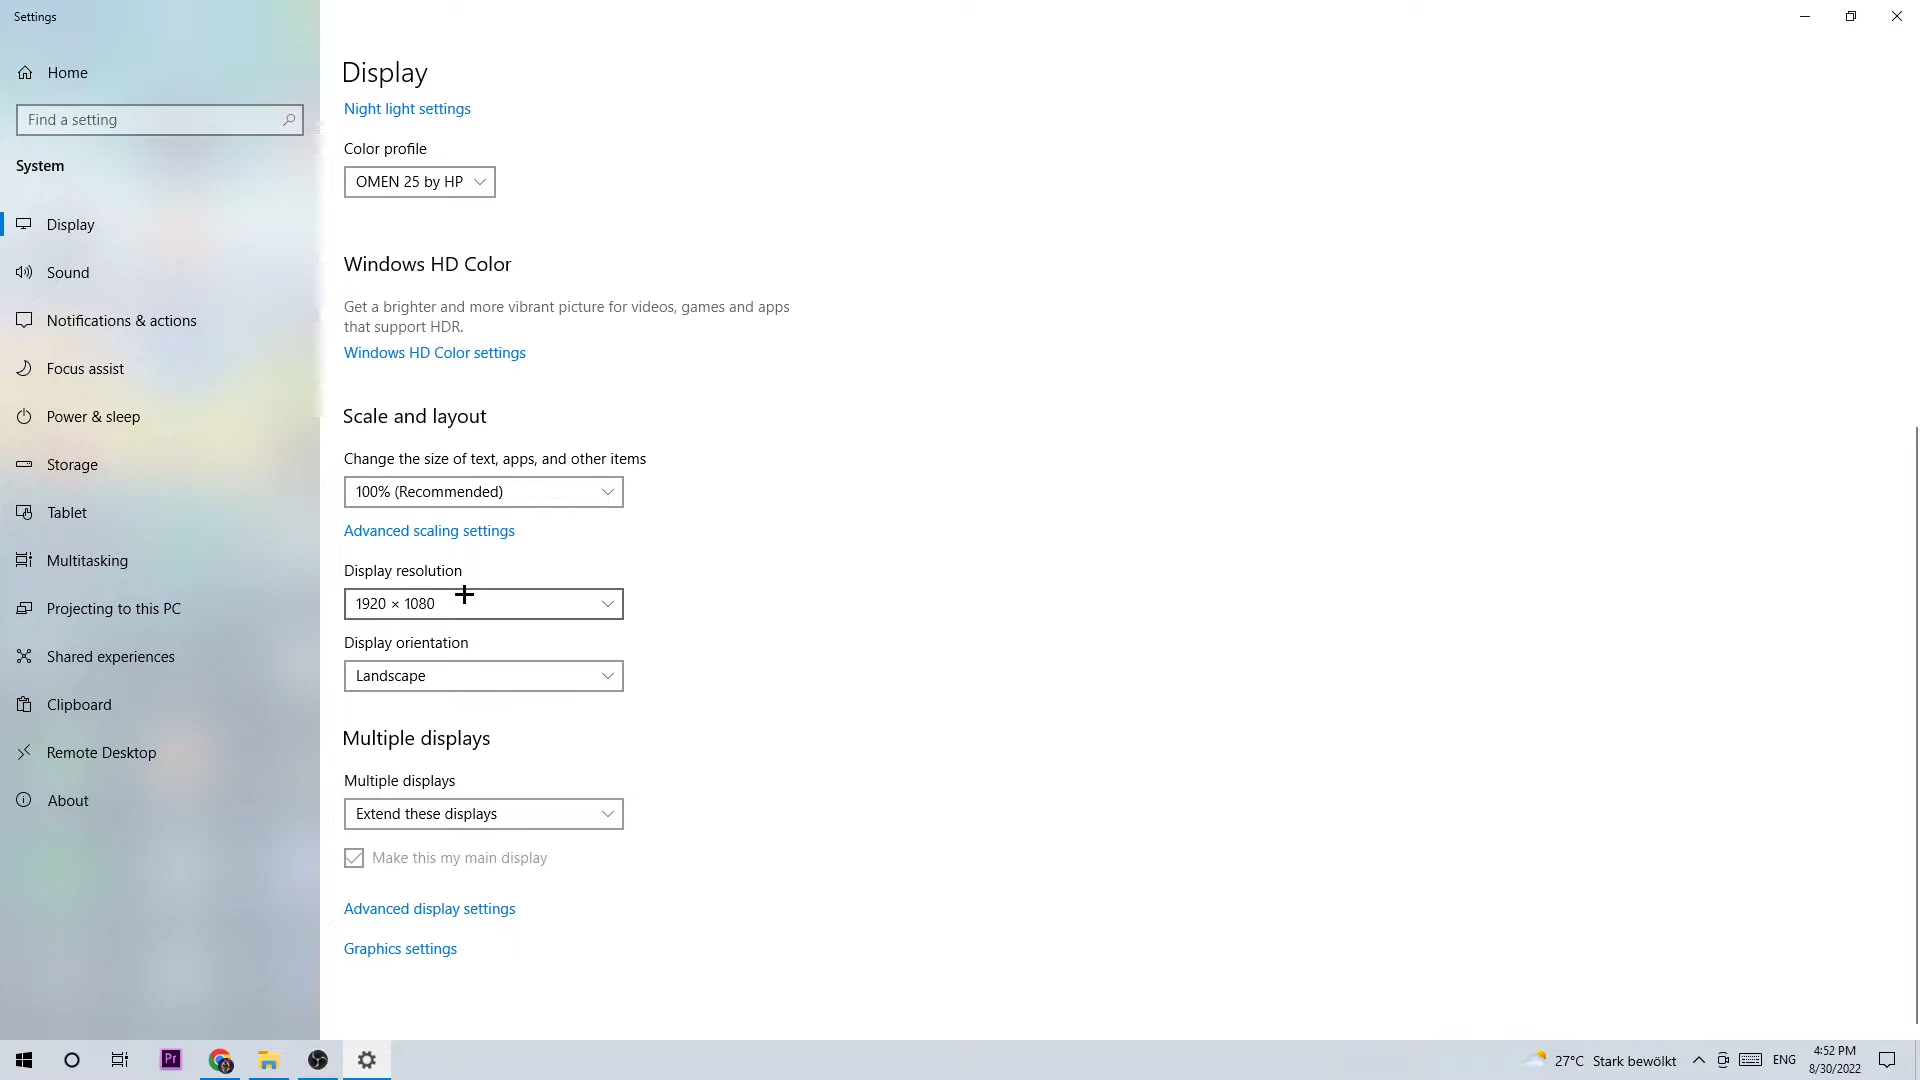 Settings
Home
Find a setting
System
Display
Sound
Notifications & actions
Focus assist
Power & sleep
Storage
Tablet
Multitasking
Projecting to this PC
Shared experiences
Clipboard
Remote Desktop
About
Display
Night light settings
Color profile
OMEN 25 by HP
Windows HD Color
Get a brighter and more vibrant picture for videos, games and apps
that support HDR.
Windows HD Color settings
Scale and layout
Change the size of text, apps, and other items
100% (Recommended)
Advanced scaling settings
Display resolution
1920 × 1080
Display orientation
Landscape
Multiple displays
Multiple displays
Extend these displays
Make this my main display
Advanced display settings
Graphics settings
Pr
27°C Stark bewölkt
ENG
4:52 PM
8/30/2022